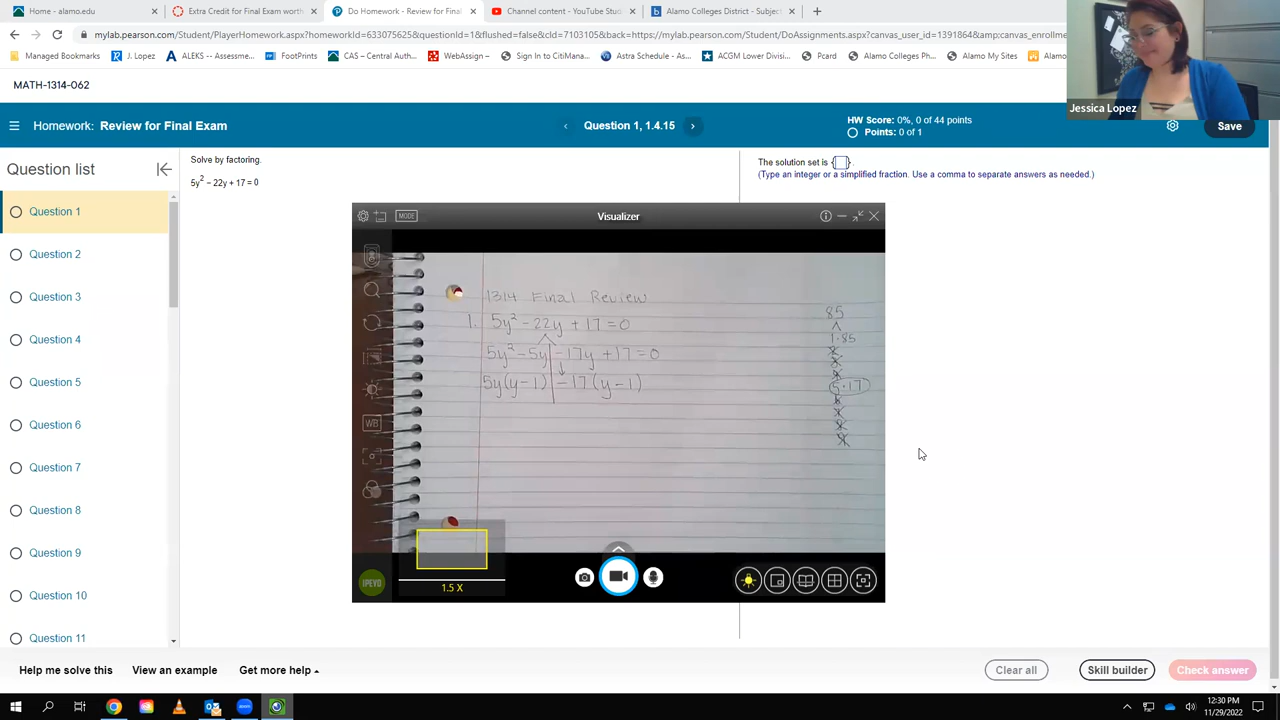 Home - alamo.edu
Extra Credit for Final Exam worth
Do Homework - Review for Final
Channel content - YouTube Stu
Alamo Colleges District - Subject
mylab.pearson.com/Student/PlayerHomework.aspx?homeworkId=633075625&questionId=1&flushed=false&cId=7103105&back=https://mylab.pearson.com/Student/DoAssignments.aspx?canvas_user_id=1391864&canvas_enrollme
Managed Bookmarks
J. Lopez
ALEKS -- Assessme...
FootPrints
CAS – Central Auth...
WebAssign –
Sign In to CitiMana...
Astra Schedule - As...
ACGM Lower Division...
Pcard
Alamo Colleges Ph...
Alamo My Sites
Alamo
MATH-1314-062
Jessica Lopez
Homework: Review for Final Exam
Question 1, 1.4.15
HW Score: 0%, 0 of 44 points
Points: 0 of 1
Save
Question list
Question 1
Question 2
Question 3
Question 4
Question 5
Question 6
Question 7
Question 8
Question 9
Question 10
Question 11
Solve by factoring.
5y² − 22y + 17 = 0
The solution set is { }.
(Type an integer or a simplified fraction. Use a comma to separate answers as needed.)
MODE
Visualizer
WB
1314 Final Review
1. 5y² - 22y + 17 = 0
5y² - 5y - 17y + 17 = 0
5y(y-1) - 17(y-1)
85
1·85
5·17
IPEVO
1.5 X
Help me solve this
View an example
Get more help
Clear all
Skill builder
Check answer
12:30 PM
11/29/2022